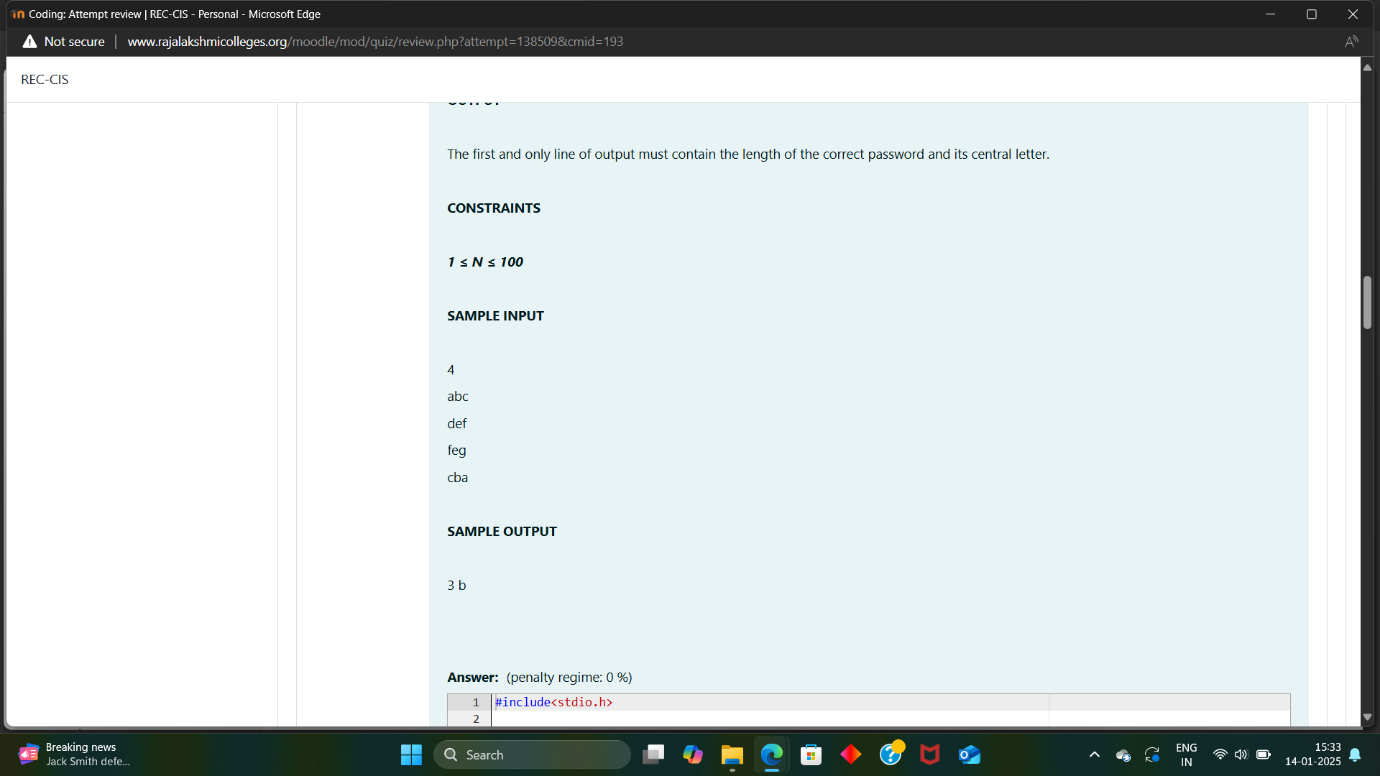 Coding: Attempt review | REC-CIS - Personal - Microsoft Edge
Not secure | www.rajalakshmicolleges.org/moodle/mod/quiz/review.php?attempt=138509&cmid=193
REC-CIS
The first and only line of output must contain the length of the correct password and its central letter.
CONSTRAINTS
1 ≤ N ≤ 100
SAMPLE INPUT
4
abc
def
feg
cba
SAMPLE OUTPUT
3 b
Answer: (penalty regime: 0 %)
1 #include<stdio.h>
2
Breaking news
Jack Smith defe...
Search
ENG
IN
15:33
14-01-2025